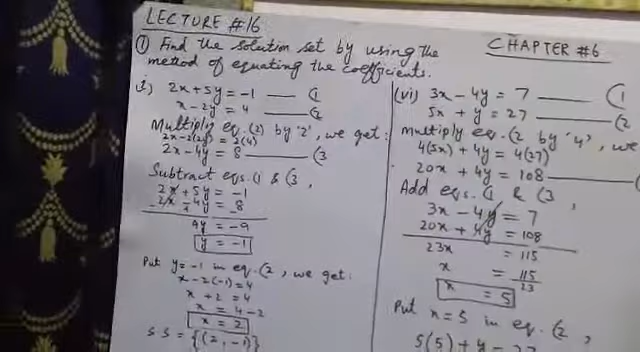 LECTURE #16
CHAPTER #6
① Find the solution set by using the
method of equating the coefficients.
i) 2x + 5y = -1 —— (1
x - 2y = 4 —— (2
Multiply eq. (2) by '2', we get:
2x - 2(2y) = 2(4)
2x - 4y = 8 —— (3
Subtract eqs. (1 & (3,
2x + 5y = -1
2x - 4y = 8
9y = -9
y = -1
Put y = -1 in eq. (2, we get:
x - 2(-1) = 4
x + 2 = 4
x = 4 - 2
x = 2
S.S = {(2, -1)}
(vi) 3x - 4y = 7 —— (1
5x + y = 27 —— (2
Multiply eq. (2 by '4', we
4(5x) + 4y = 4(27)
20x + 4y = 108 ——
Add eqs. (1 & (3,
3x - 4y = 7
20x + 4y = 108
23x = 115
x = 115
23
x = 5
Put x = 5 in eq. (2,
5(5) + y = 27